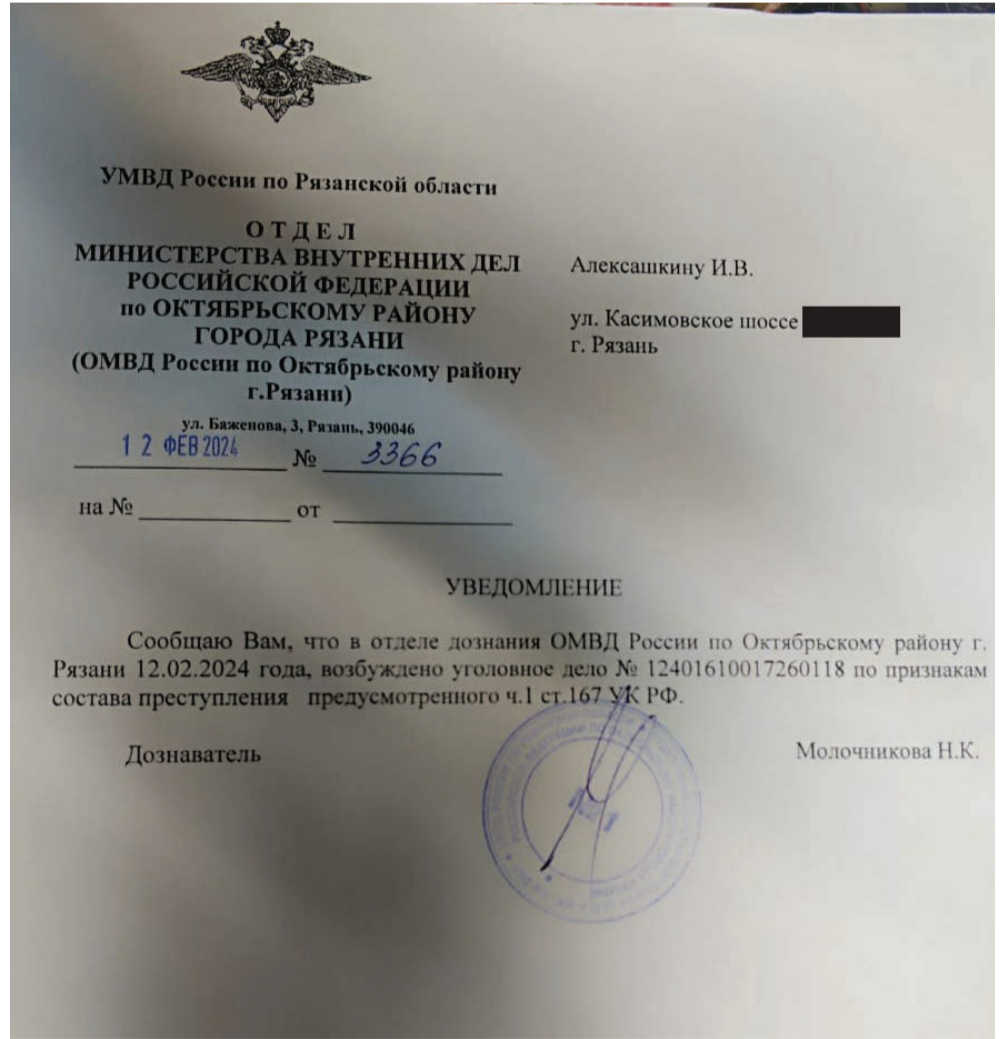 УМВД России по Рязанской области
ОТДЕЛ
МИНИСТЕРСТВА ВНУТРЕННИХ ДЕЛ
РОССИЙСКОЙ ФЕДЕРАЦИИ
по ОКТЯБРЬСКОМУ РАЙОНУ
ГОРОДА РЯЗАНИ
(ОМВД России по Октябрьскому району
г.Рязани)
ул. Баженова, 3, Рязань, 390046
12 ФЕВ 2024 № 3366
на № от
Алексашкину И.В.
ул. Касимовское шоссе
г. Рязань
УВЕДОМЛЕНИЕ
Сообщаю Вам, что в отделе дознания ОМВД России по Октябрьскому району г.
Рязани 12.02.2024 года, возбуждено уголовное дело № 12401610017260118 по признакам
состава преступления предусмотренного ч.1 ст.167 УК РФ.
Дознаватель Молочникова Н.К.